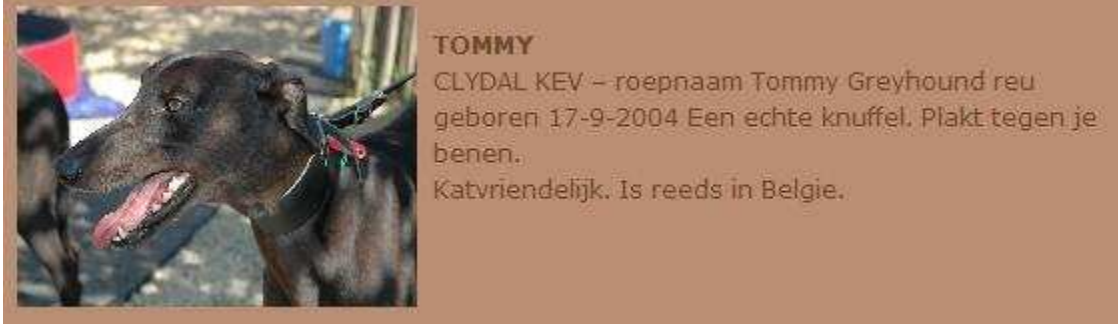 TOMMY
CLYDAL KEV – roepnaam Tommy Greyhound reu
geboren 17-9-2004 Een echte knuffel. Plakt tegen je
benen.
Katvriendelijk. Is reeds in Belgie.